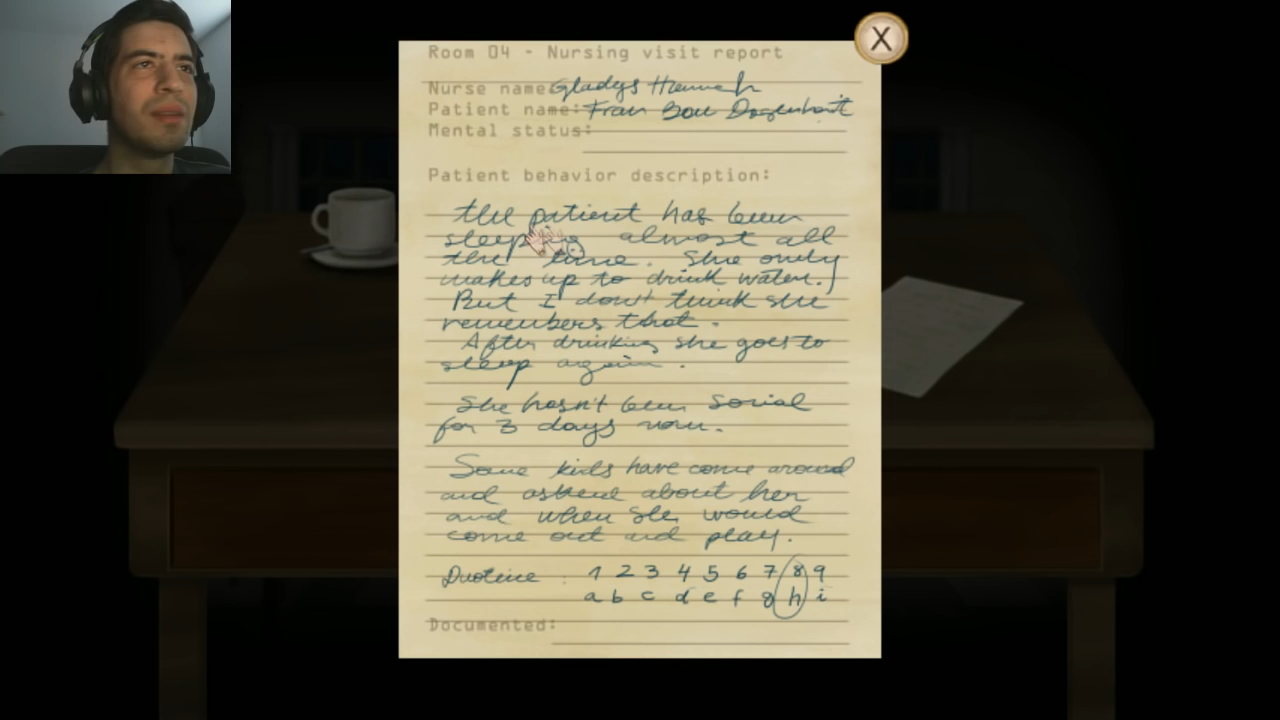 X
Room 04 - Nursing visit report
Nurse name: Gladys
Patient name: Fran Bow Dagenhart
Mental status:
Patient behavior description:
the patient has been
sleeping almost all
the time. She only
wakes up to drink water.
But I don't think she
remembers that.
After drinking she goes to
sleep again.
She hasn't been social
for 3 days now.
Some kids have come around
and asked about her
and when she would
come out and play.
Duotine : 1 2 3 4 5 6 7 8 9
a b c d e f g h i
Documented: